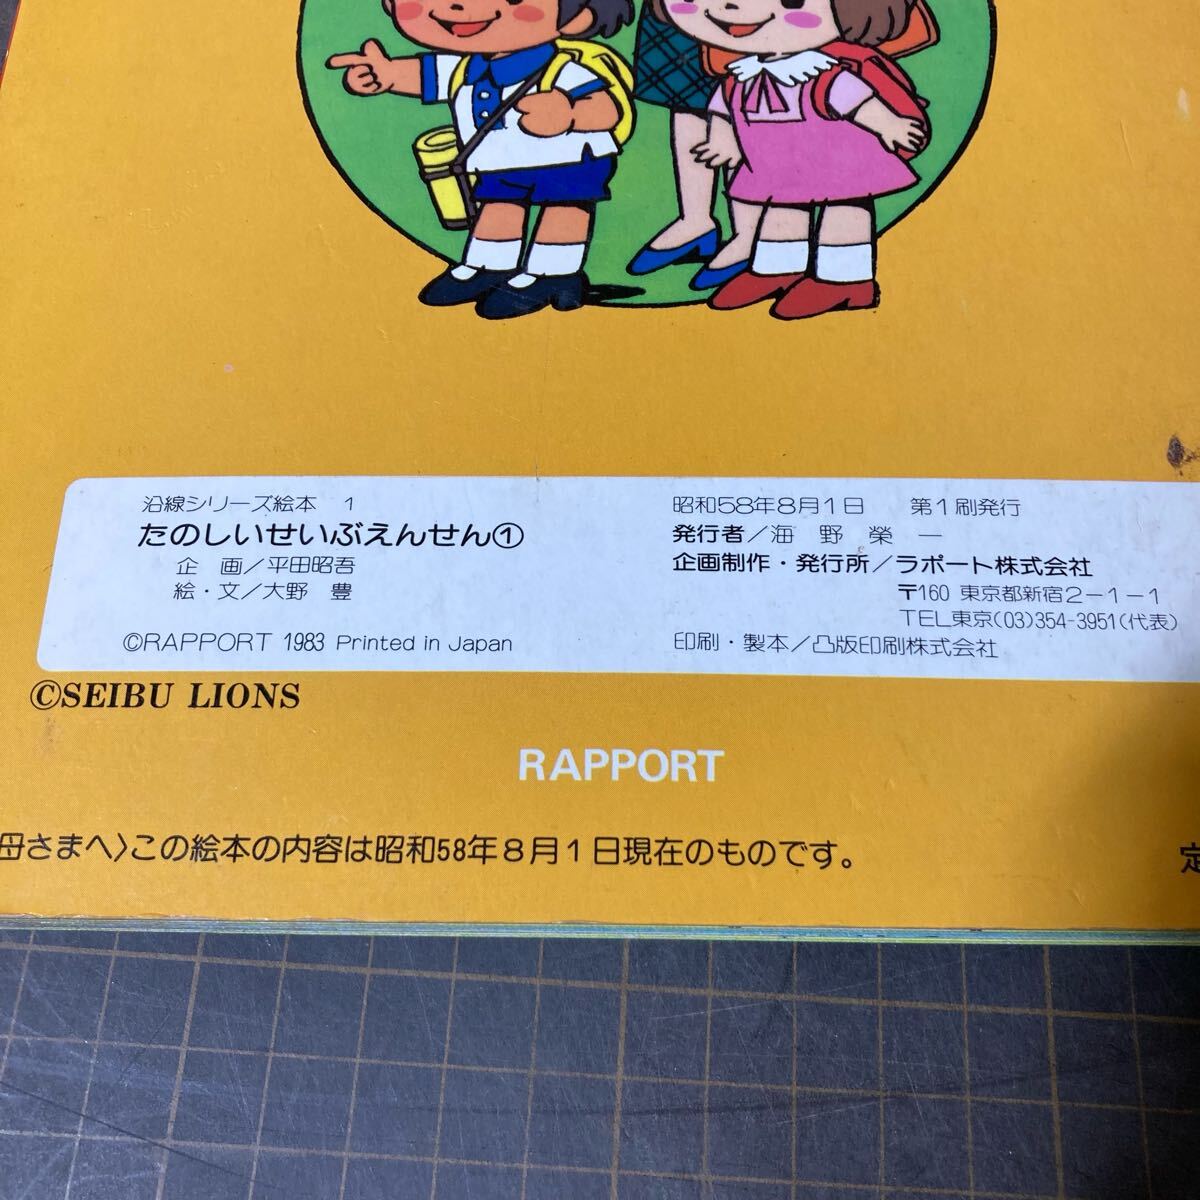 沿線シリーズ絵本 1
たのしいせいぶえんせん①
企 画/平田昭吾
絵・文/大野 豊
©RAPPORT 1983 Printed in Japan
昭和58年8月1日 第1刷発行
発行者/海 野 榮 一
企画制作・発行所/ラポート株式会社
〒160 東京都新宿2-1-1
TEL東京(03)354-3951(代表)
印刷・製本/凸版印刷株式会社
©SEIBU LIONS
RAPPORT
母さまへ〉この絵本の内容は昭和58年8月1日現在のものです。
定